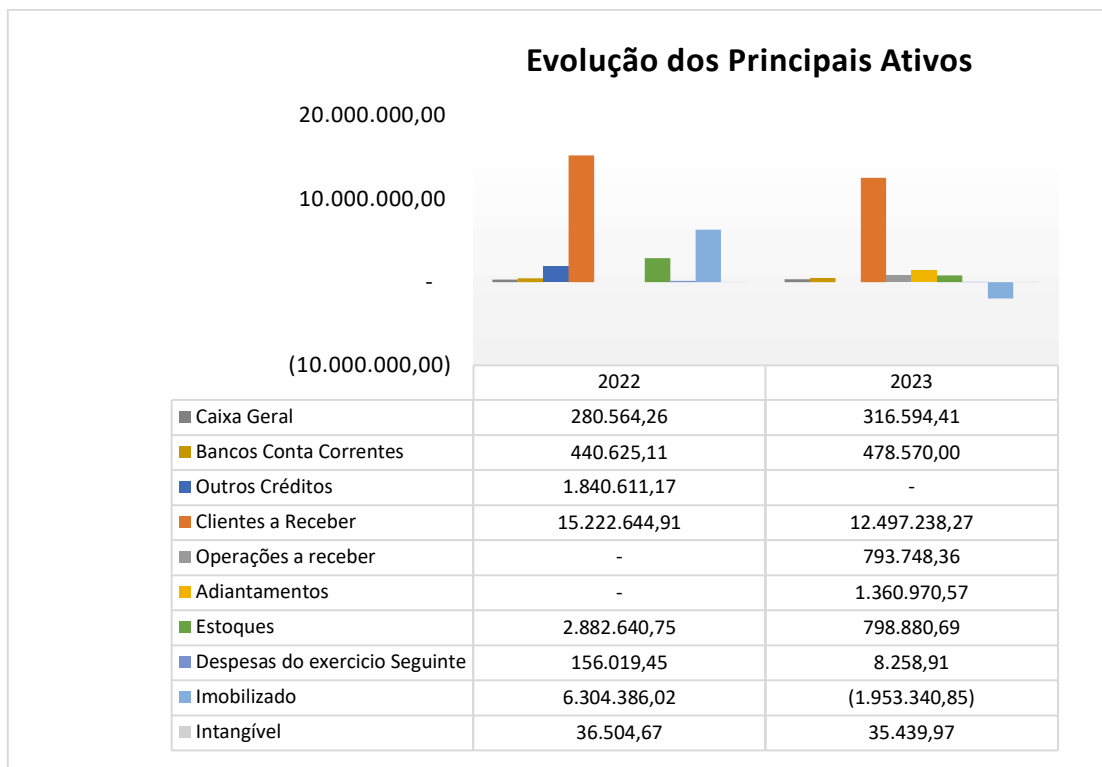 Evolução dos Principais Ativos
20.000.000,00
10.000.000,00
-
(10.000.000,00)
2022 2023
Caixa Geral 280.564,26 316.594,41
Bancos Conta Correntes 440.625,11 478.570,00
Outros Créditos 1.840.611,17 -
Clientes a Receber 15.222.644,91 12.497.238,27
Operações a receber - 793.748,36
Adiantamentos - 1.360.970,57
Estoques 2.882.640,75 798.880,69
Despesas do exercicio Seguinte 156.019,45 8.258,91
Imobilizado 6.304.386,02 (1.953.340,85)
Intangível 36.504,67 35.439,97